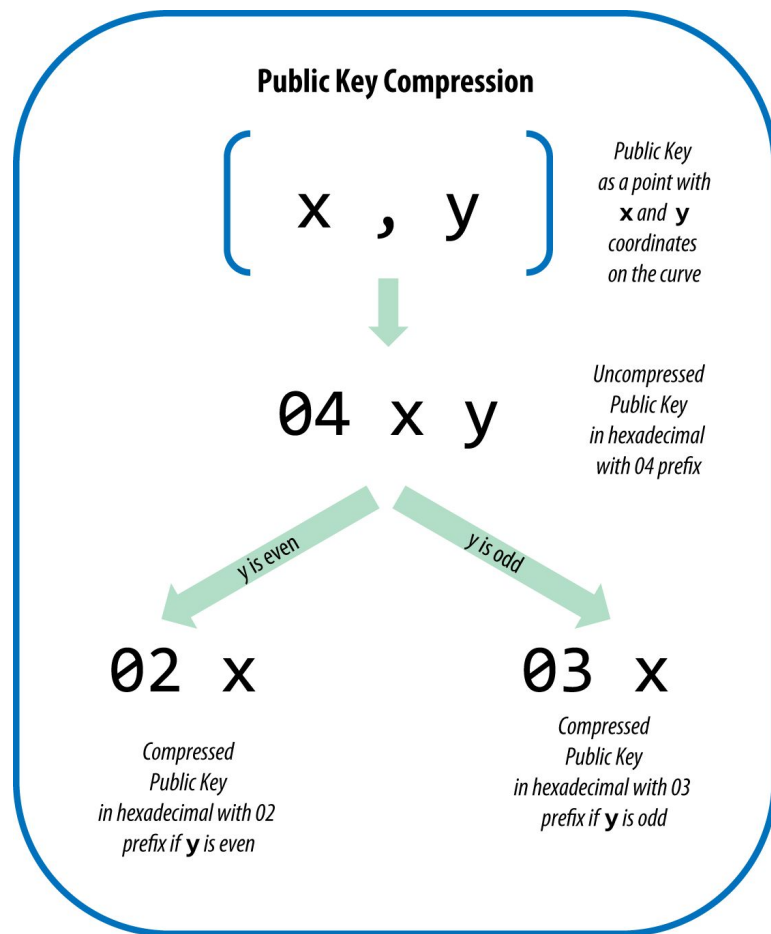 Public Key Compression
x , y
Public Key
as a point with
x and y
coordinates
on the curve
04 x y
Uncompressed
Public Key
in hexadecimal
with 04 prefix
y is even
y is odd
02 x
03 x
Compressed
Public Key
in hexadecimal with 02
prefix if y is even
Compressed
Public Key
in hexadecimal with 03
prefix if y is odd